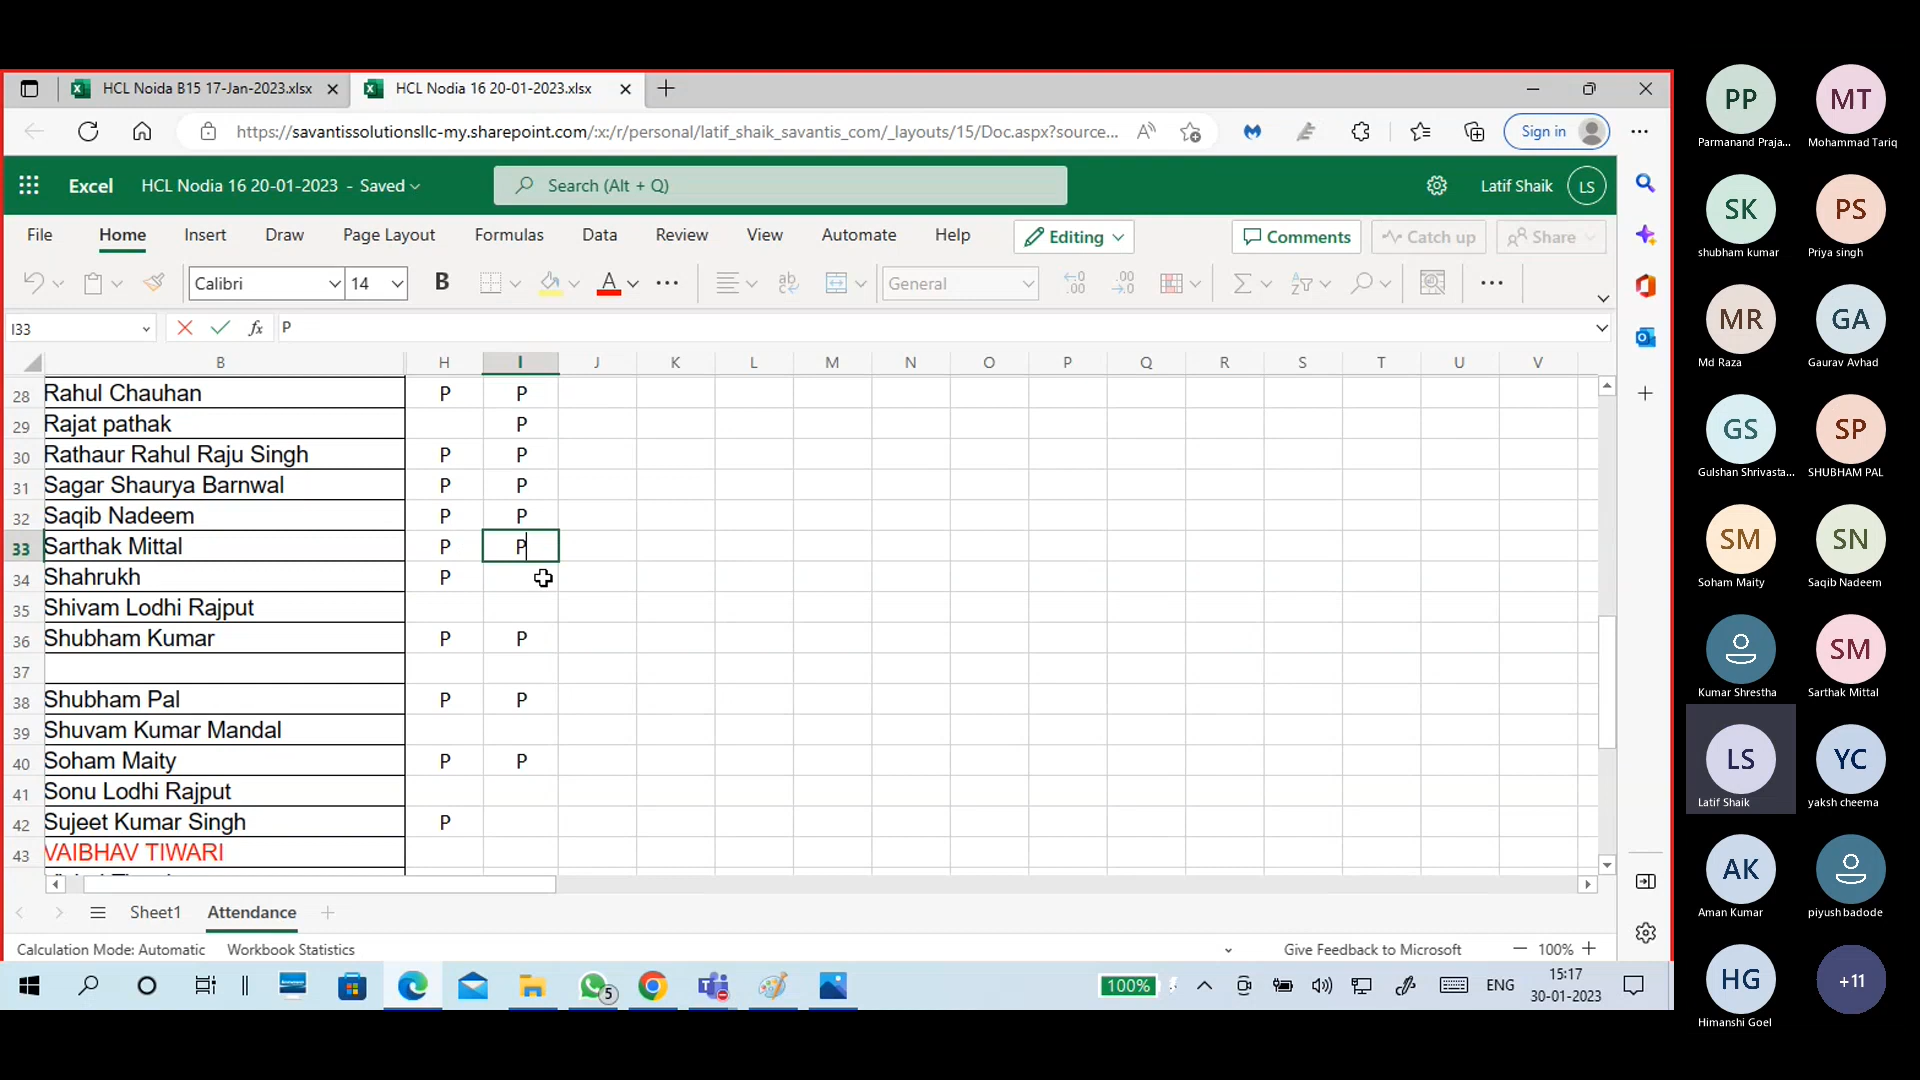 HCL Noida B15 17-Jan-2023.xlsx
HCL Nodia 16 20-01-2023.xlsx
https://savantissolutionsllc-my.sharepoint.com/:x:/r/personal/latif_shaik_savantis_com/_layouts/15/Doc.aspx?source...
Sign in
Excel
HCL Nodia 16 20-01-2023 - Saved
Search (Alt + Q)
Latif Shaik
LS
File Home Insert Draw Page Layout Formulas Data Review View Automate Help
Editing
Comments
Catch up
Share
Calibri
14
B
General
I33
fx
P
B H I J K L M N O P Q R S T U V
28 Rahul Chauhan P P
29 Rajat pathak P
30 Rathaur Rahul Raju Singh P P
31 Sagar Shaurya Barnwal P P
32 Saqib Nadeem P P
33 Sarthak Mittal P P
34 Shahrukh P
35 Shivam Lodhi Rajput
36 Shubham Kumar P P
37
38 Shubham Pal P P
39 Shuvam Kumar Mandal
40 Soham Maity P P
41 Sonu Lodhi Rajput
42 Sujeet Kumar Singh P
43 VAIBHAV TIWARI
Sheet1
Attendance
Calculation Mode: Automatic
Workbook Statistics
Give Feedback to Microsoft
100%
5
100%
ENG
15:17
30-01-2023
PP MT
Parmanand Praja... Mohammad Tariq
SK PS
shubham kumar Priya singh
MR GA
Md Raza Gaurav Avhad
GS SP
Gulshan Shrivasta... SHUBHAM PAL
SM SN
Soham Maity Saqib Nadeem
SM
Kumar Shrestha Sarthak Mittal
LS YC
Latif Shaik yaksh cheema
AK
Aman Kumar piyush badode
HG +11
Himanshi Goel